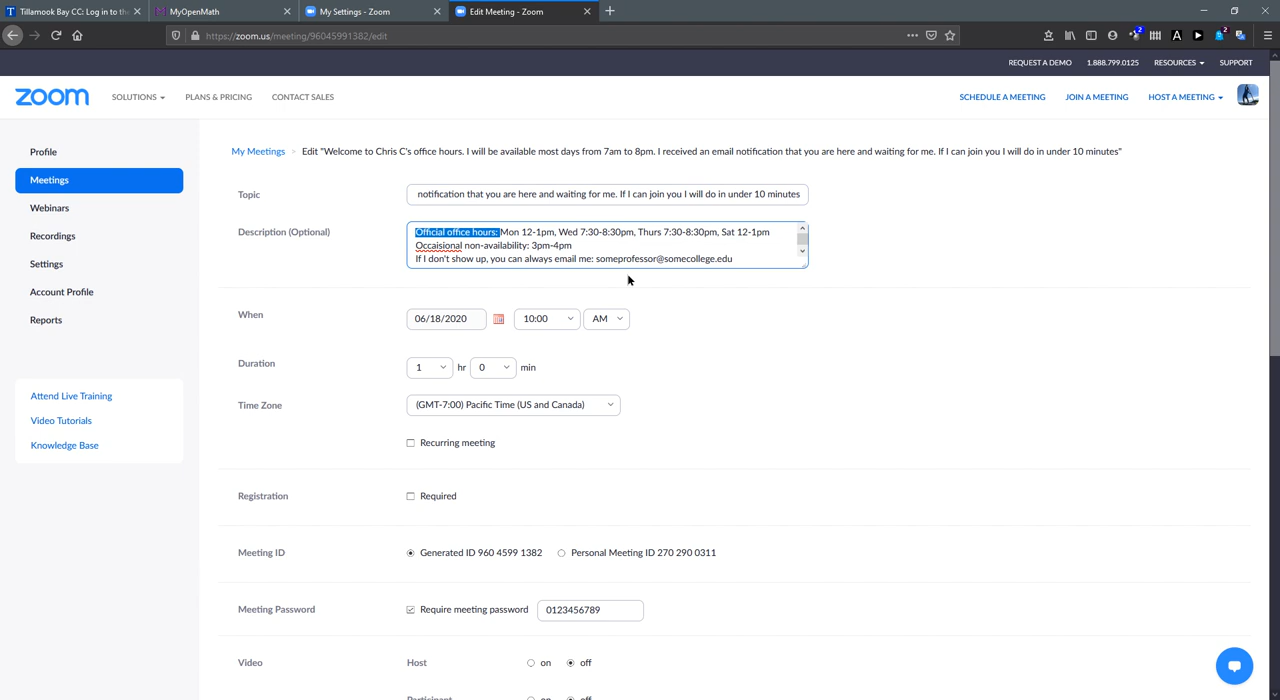 Tillamook Bay CC: Log in to the
MyOpenMath
My Settings - Zoom
Edit Meeting - Zoom
https://zoom.us/meeting/96045991382/edit
REQUEST A DEMO 1.888.799.0125 RESOURCES SUPPORT
zoom SOLUTIONS PLANS & PRICING CONTACT SALES SCHEDULE A MEETING JOIN A MEETING HOST A MEETING
Profile
Meetings
Webinars
Recordings
Settings
Account Profile
Reports
Attend Live Training
Video Tutorials
Knowledge Base
My Meetings > Edit "Welcome to Chris C's office hours. I will be available most days from 7am to 8pm. I received an email notification that you are here and waiting for me. If I can join you I will do in under 10 minutes"
Topic notification that you are here and waiting for me. If I can join you I will do in under 10 minutes
Description (Optional) Official office hours: Mon 12-1pm, Wed 7:30-8:30pm, Thurs 7:30-8:30pm, Sat 12-1pm
Occaisional non-availability: 3pm-4pm
If I don't show up, you can always email me: someprofessor@somecollege.edu
When 06/18/2020 10:00 AM
Duration 1 hr 0 min
Time Zone (GMT-7:00) Pacific Time (US and Canada)
Recurring meeting
Registration Required
Meeting ID Generated ID 960 4599 1382 Personal Meeting ID 270 290 0311
Meeting Password Require meeting password 0123456789
Video Host on off
Participant on off